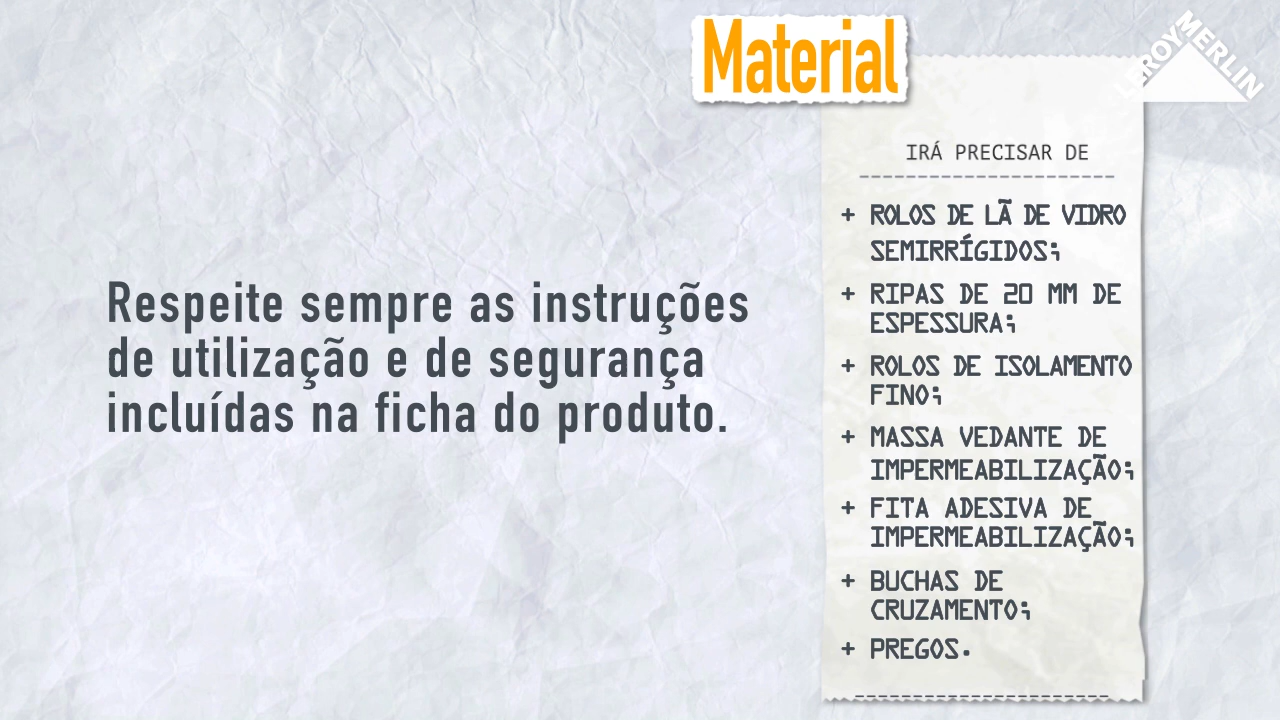 Material
LEROY MERLIN
IRÁ PRECISAR DE
+ ROLOS DE LÃ DE VIDRO
SEMIRRÍGIDOS;
+ RIPAS DE 20 MM DE
ESPESSURA;
+ ROLOS DE ISOLAMENTO
FINO;
+ MASSA VEDANTE DE
IMPERMEABILIZAÇÃO;
+ FITA ADESIVA DE
IMPERMEABILIZAÇÃO;
+ BUCHAS DE
CRUZAMENTO;
+ PREGOS.
Respeite sempre as instruções
de utilização e de segurança
incluídas na ficha do produto.